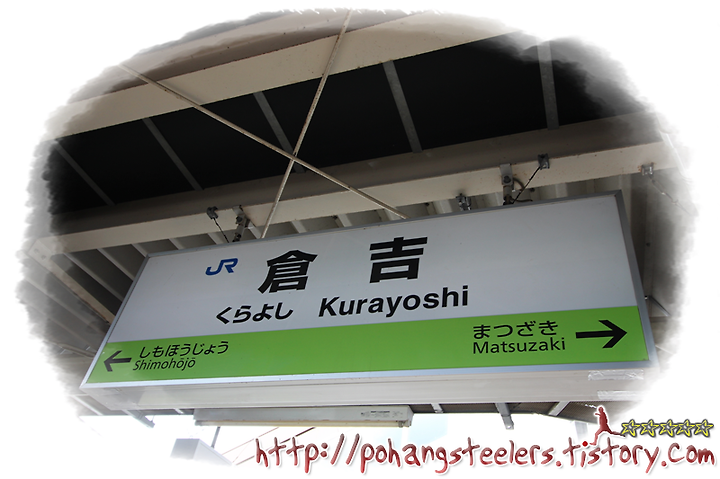 JR 倉吉
くらよし Kurayoshi
しもほうじょう
Shimohōjō
まつざき
Matsuzaki
http://pohangsteelers.tistory.com